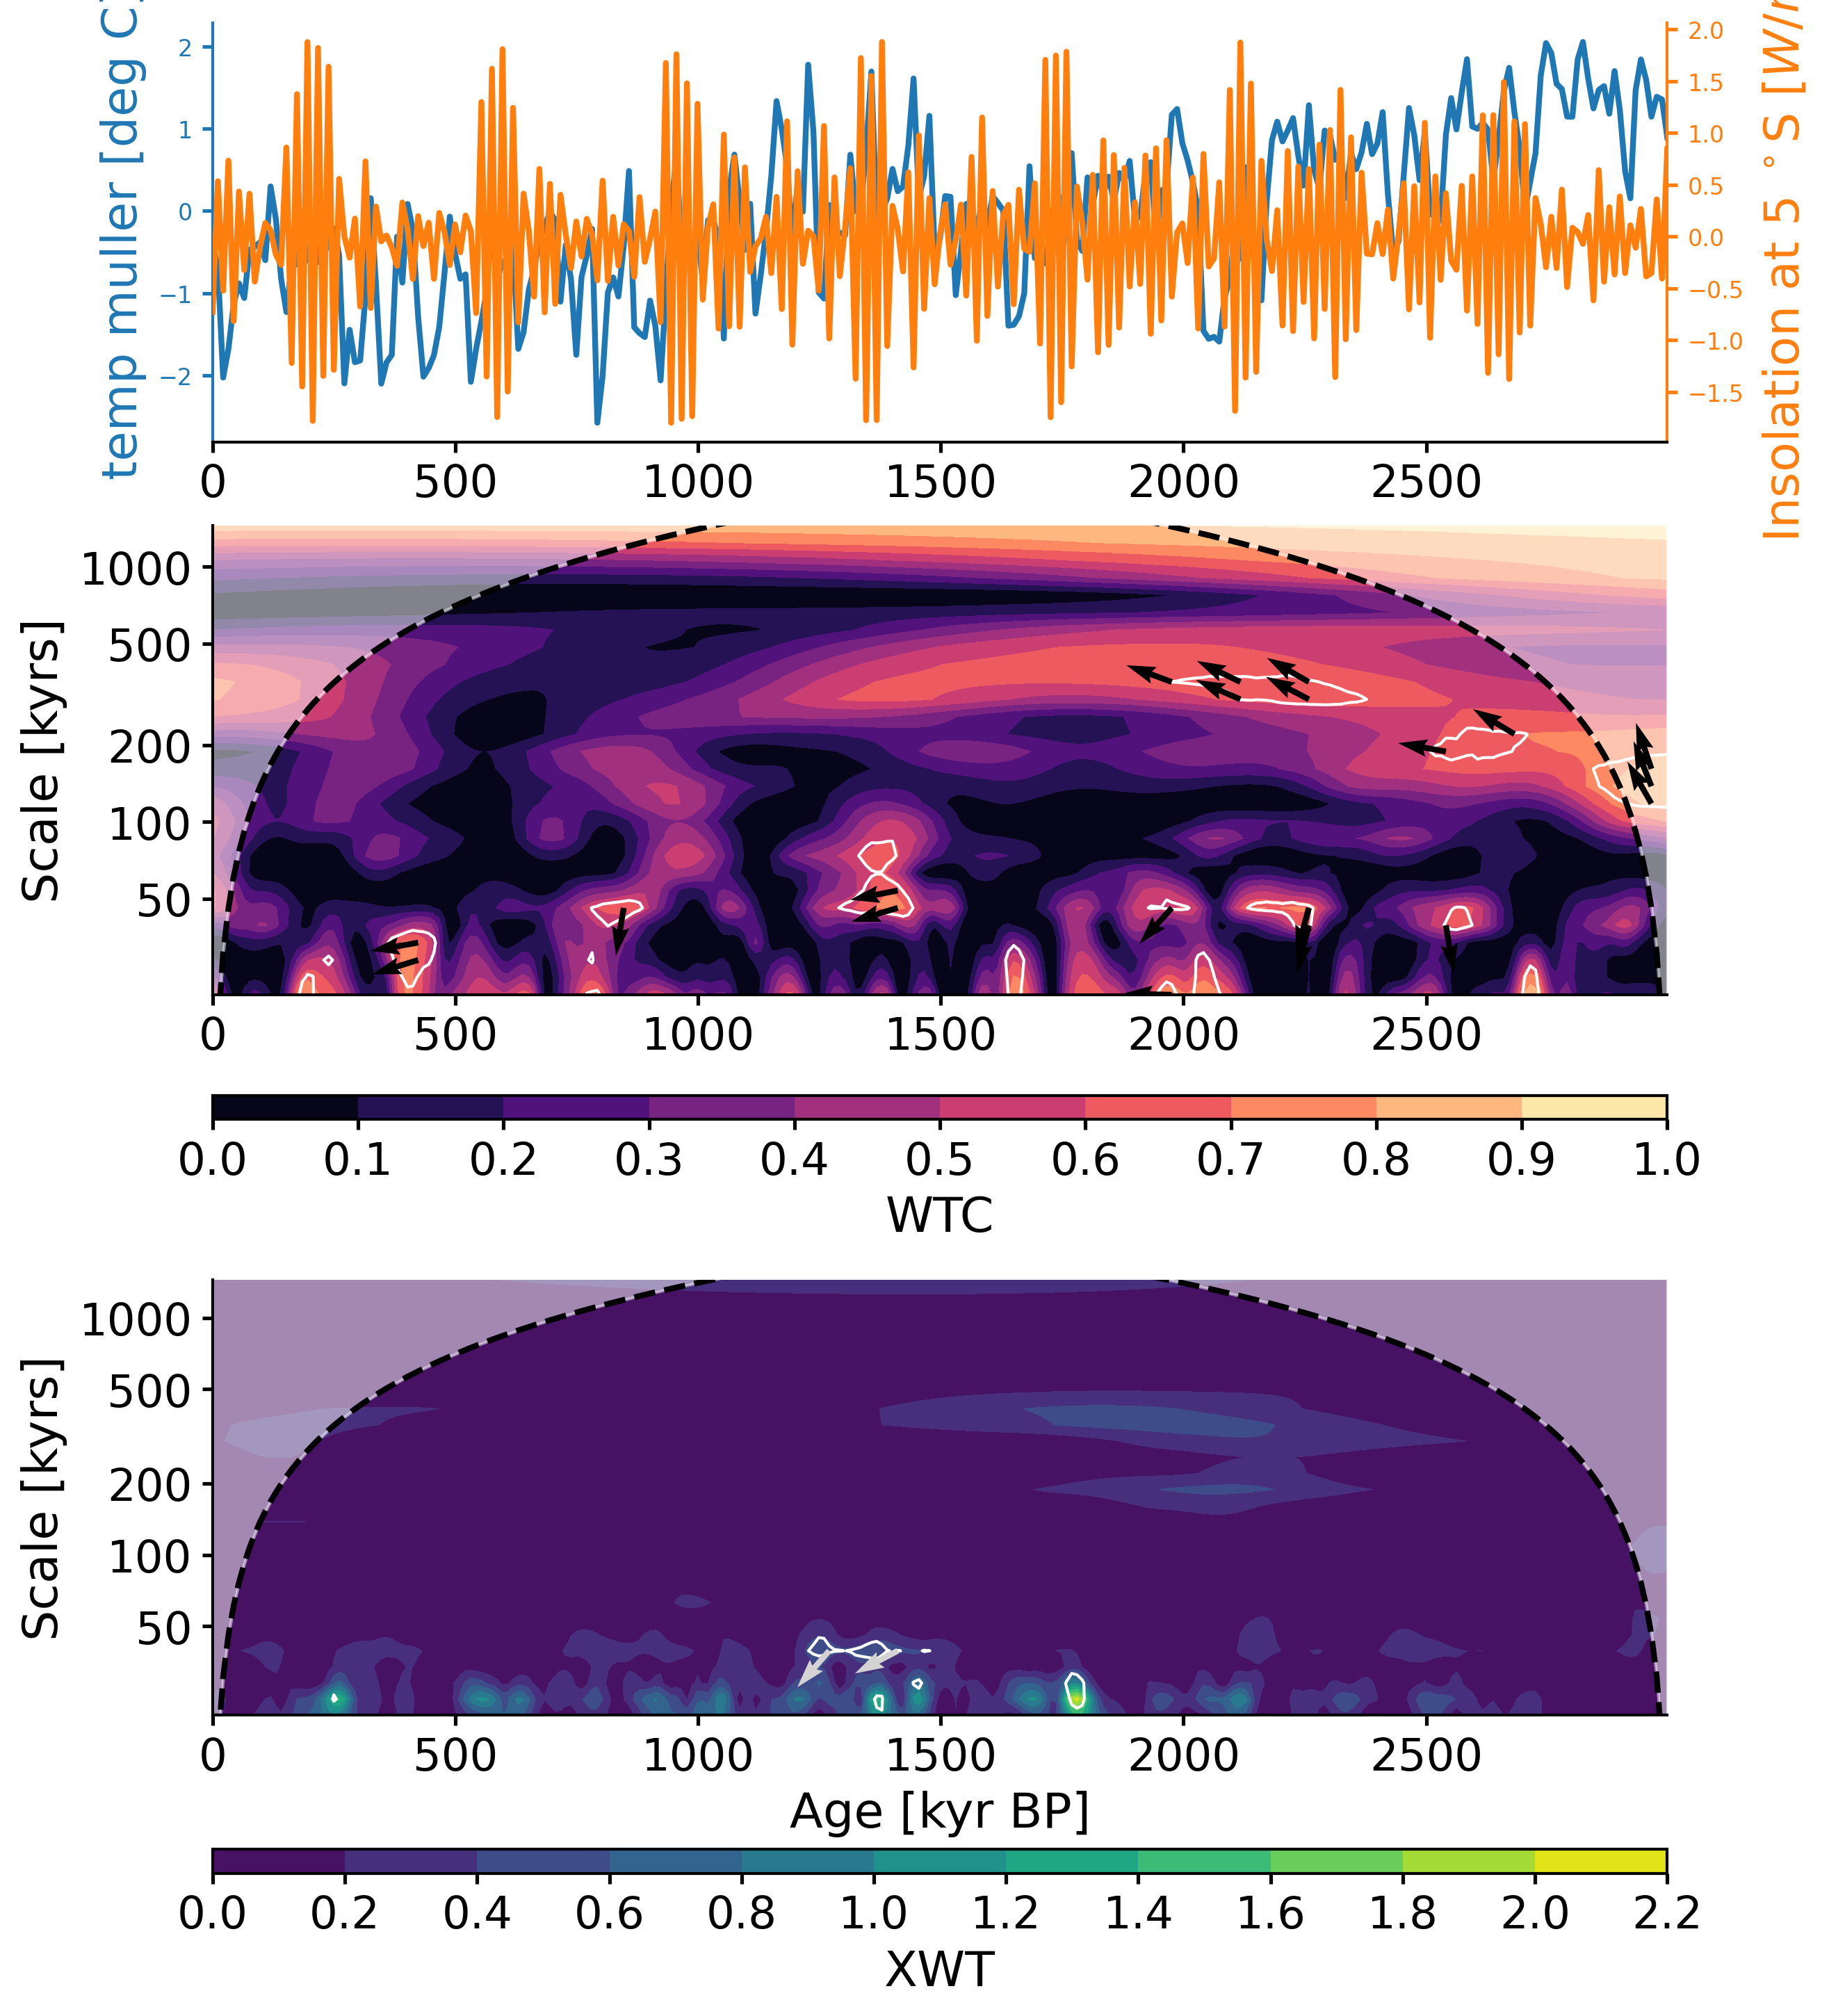 temp muller [deg C]
2
1
0
−1
−2
2.0
1.5
1.0
0.5
0.0
−0.5
−1.0
−1.5
Insolation at 5 ° S [W/
0 500 1000 1500 2000 2500
Scale [kyrs]
1000
500
200
100
50
0 500 1000 1500 2000 2500
0.0 0.1 0.2 0.3 0.4 0.5 0.6 0.7 0.8 0.9 1.0
WTC
Scale [kyrs]
1000
500
200
100
50
0 500 1000 1500 2000 2500
Age [kyr BP]
0.0 0.2 0.4 0.6 0.8 1.0 1.2 1.4 1.6 1.8 2.0 2.2
XWT